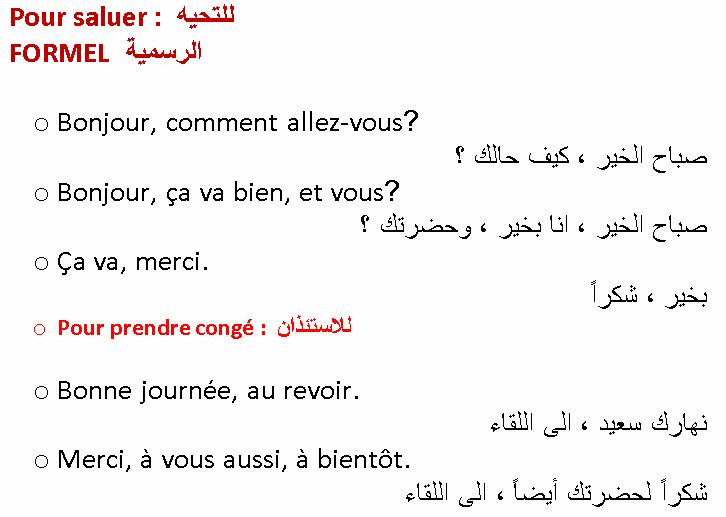 Pour saluer : للتحيه
FORMEL الرسمية
o Bonjour, comment allez-vous?
صباح الخير ، كيف حالك ؟
o Bonjour, ça va bien, et vous?
صباح الخير ، انا بخير ، وحضرتك ؟
o Ça va, merci.
بخير ، شكراً
o Pour prendre congé : للاستئذان
o Bonne journée, au revoir.
نهارك سعيد ، الى اللقاء
o Merci, à vous aussi, à bientôt.
شكراً لحضرتك أيضاً ، الى اللقاء